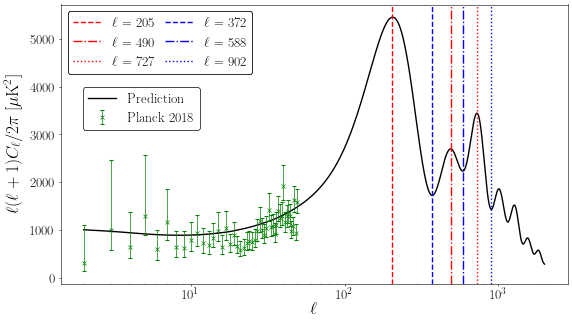 ℓ = 205 ℓ = 372
ℓ = 490 ℓ = 588
ℓ = 727 ℓ = 902
Prediction
Planck 2018
ℓ(ℓ + 1)Cℓ/2π [μK²]
5000
4000
3000
2000
1000
0
10¹ 10² 10³
ℓ